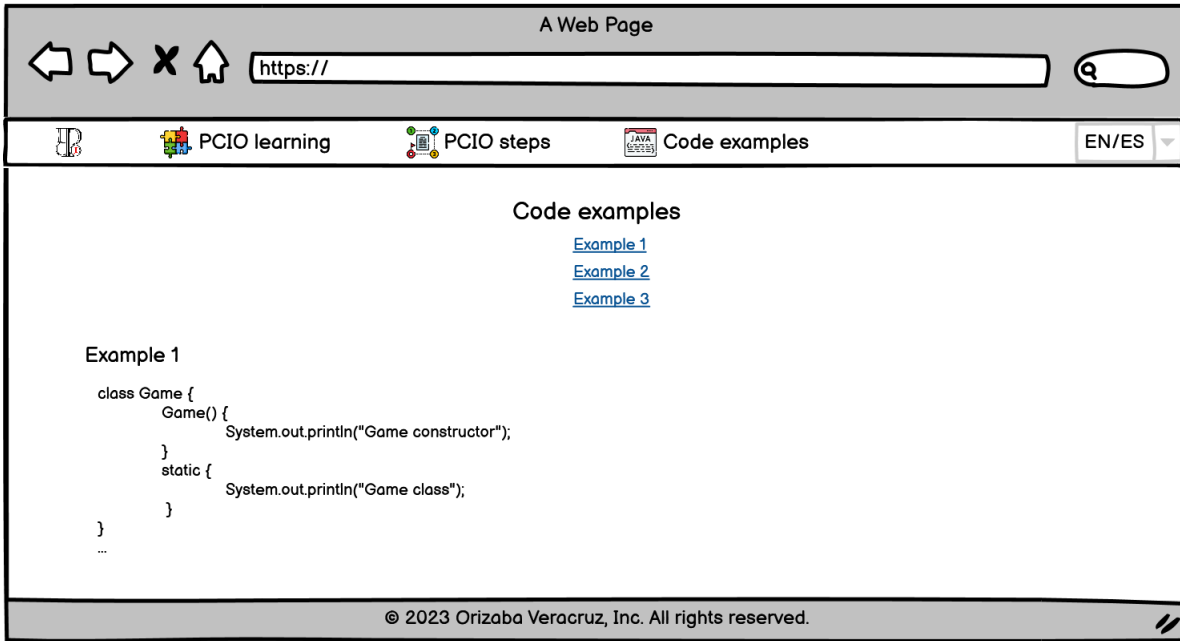 A Web Page
https://
PCIO learning PCIO steps JAVA Code examples EN/ES
Code examples
Example 1
Example 2
Example 3
Example 1
class Game {
Game() {
System.out.println("Game constructor");
}
static {
System.out.println("Game class");
}
}
...
© 2023 Orizaba Veracruz, Inc. All rights reserved.